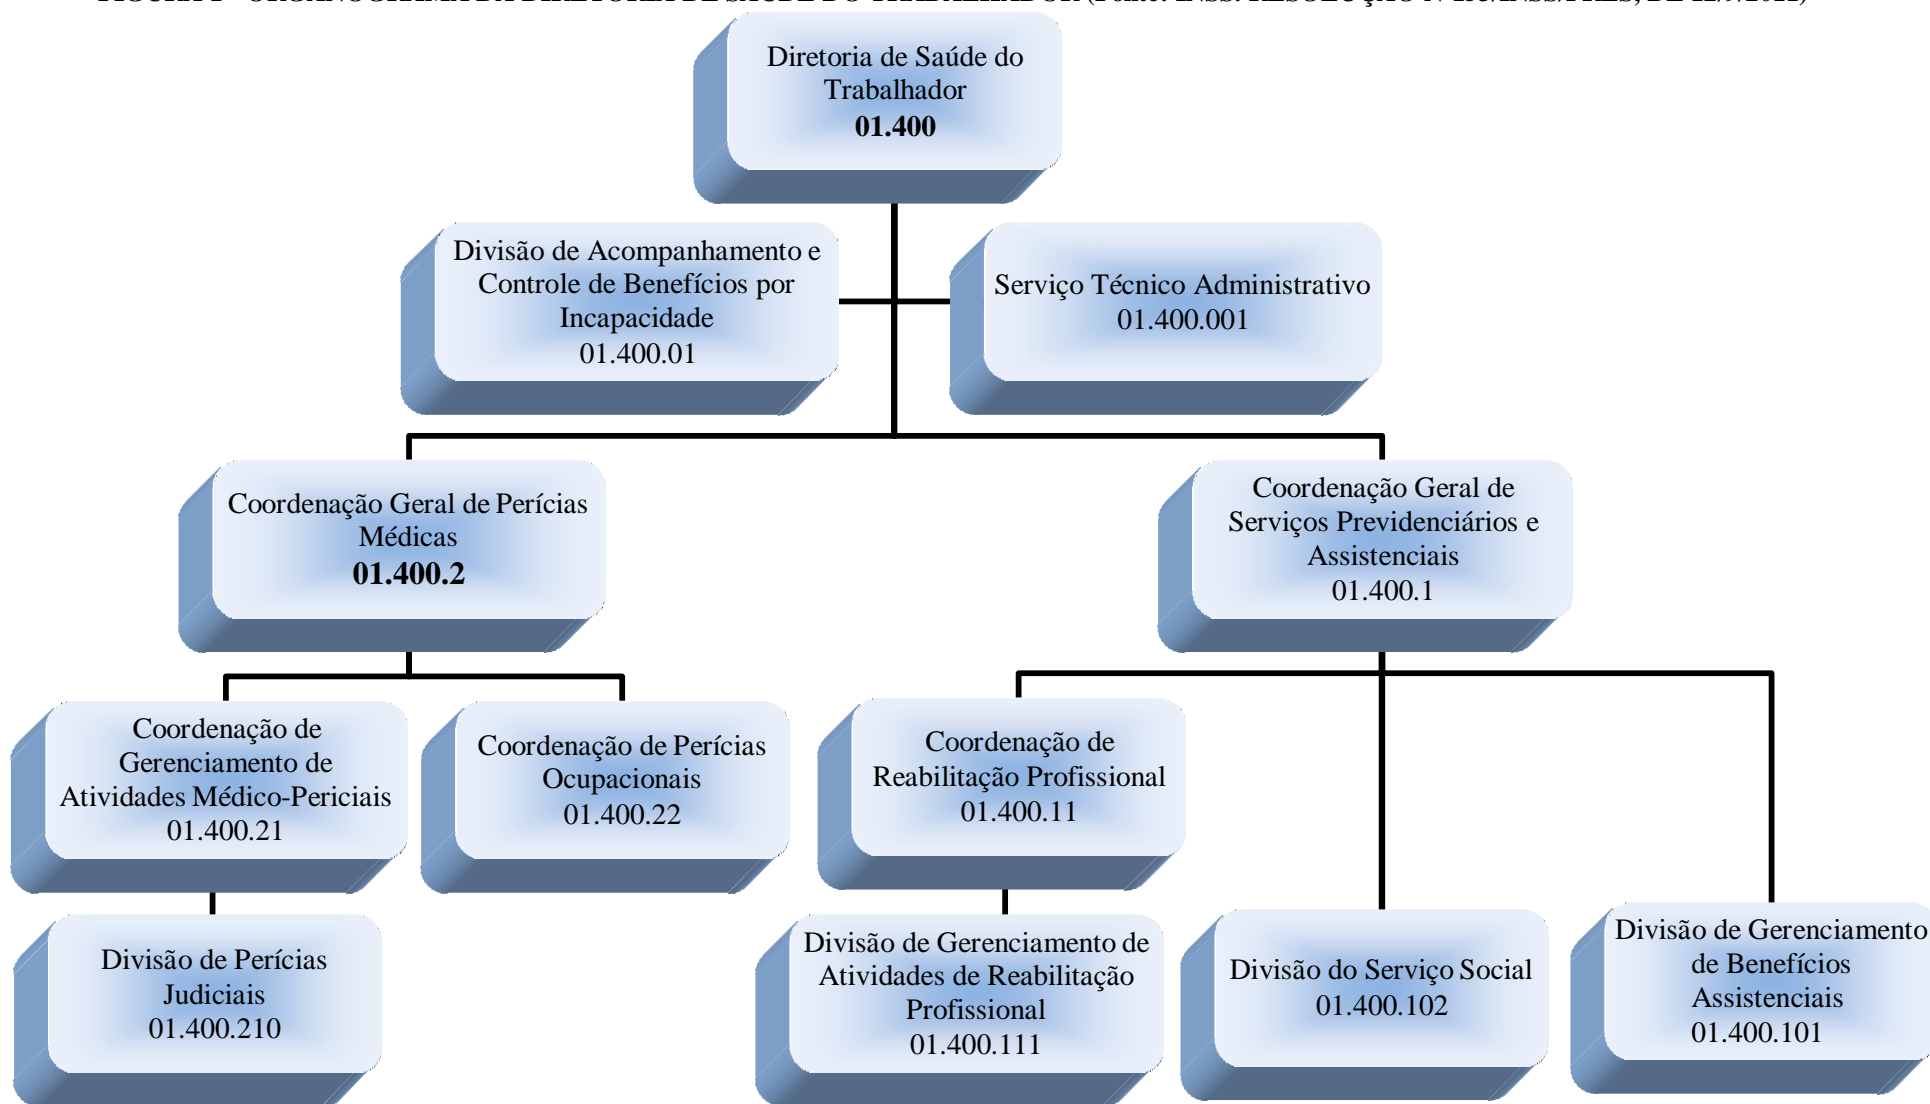 Diretoria de Saúde do
Trabalhador
01.400
Divisão de Acompanhamento e
Controle de Benefícios por
Incapacidade
01.400.01
Serviço Técnico Administrativo
01.400.001
Coordenação Geral de Perícias
Médicas
01.400.2
Coordenação Geral de
Serviços Previdenciários e
Assistenciais
01.400.1
Coordenação de
Gerenciamento de
Atividades Médico-Periciais
01.400.21
Coordenação de Perícias
Ocupacionais
01.400.22
Coordenação de
Reabilitação Profissional
01.400.11
Divisão de Perícias
Judiciais
01.400.210
Divisão de Gerenciamento de
Atividades de Reabilitação
Profissional
01.400.111
Divisão do Serviço Social
01.400.102
Divisão de Gerenciamento
de Benefícios
Assistenciais
01.400.101